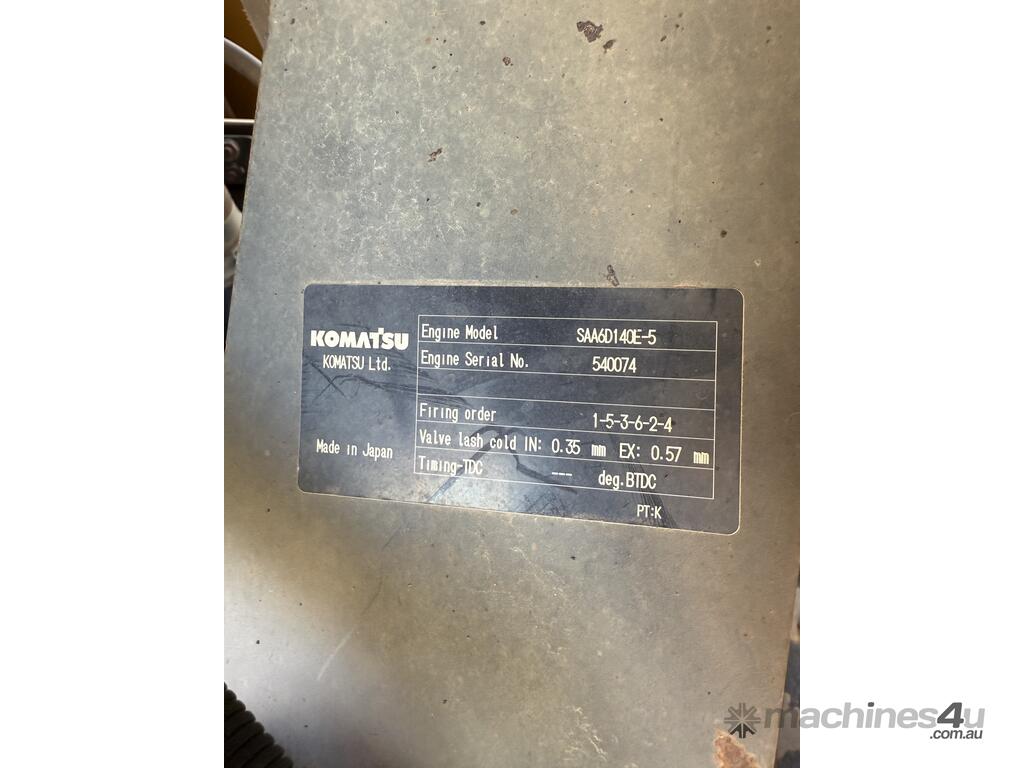 KOMATSU
KOMATSU Ltd.
Made in Japan
Engine Model SAA6D140E-5
Engine Serial No. 540074
Firing order 1-5-3-6-2-4
Valve lash cold IN: 0.35 mm EX: 0.57 mm
Timing-TDC --- deg.BTDC
PT:K
machines4u
.com.au